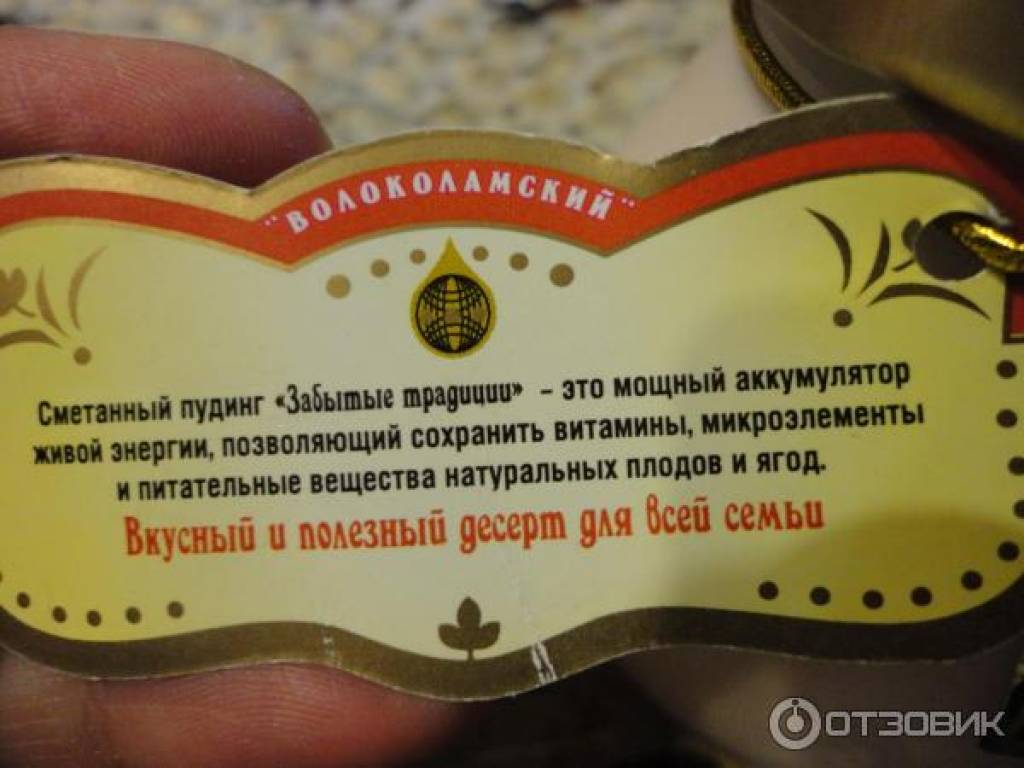 "ВОЛОКОЛАМСКИЙ"
Сметанный пудинг «Забытые традиции» - это мощный аккумулятор
живой энергии, позволяющий сохранить витамины, микроэлементы
и питательные вещества натуральных плодов и ягод.
Вкусный и полезный десерт для всей семьи
ОТЗОВИК